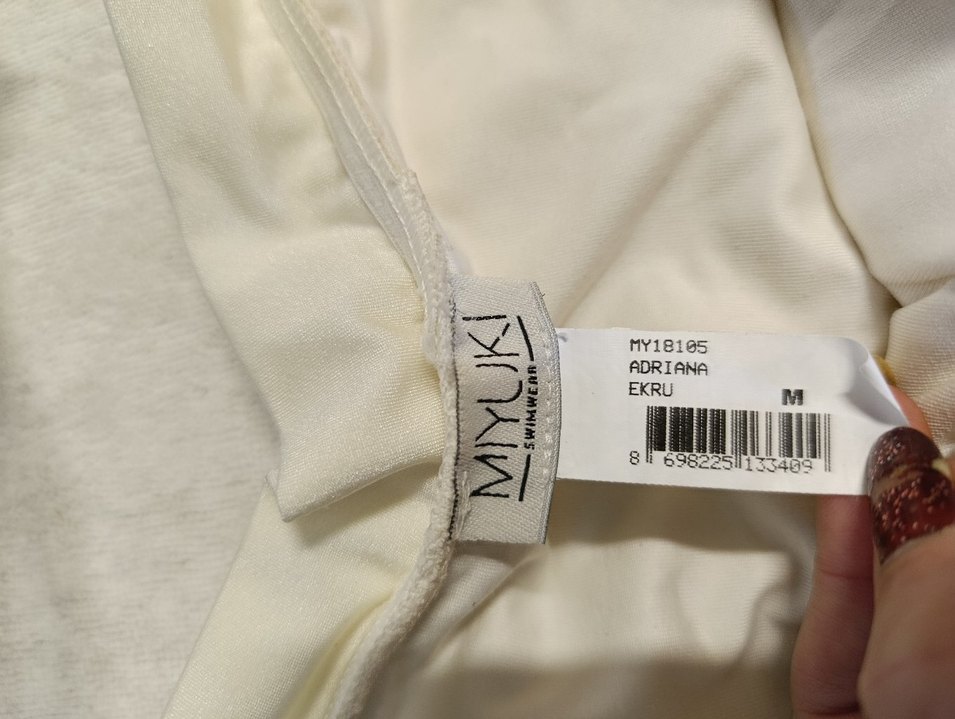 MIYUKI
SWIMWEAR
MY18105
ADRIANA
EKRU
M
8 698225 133409